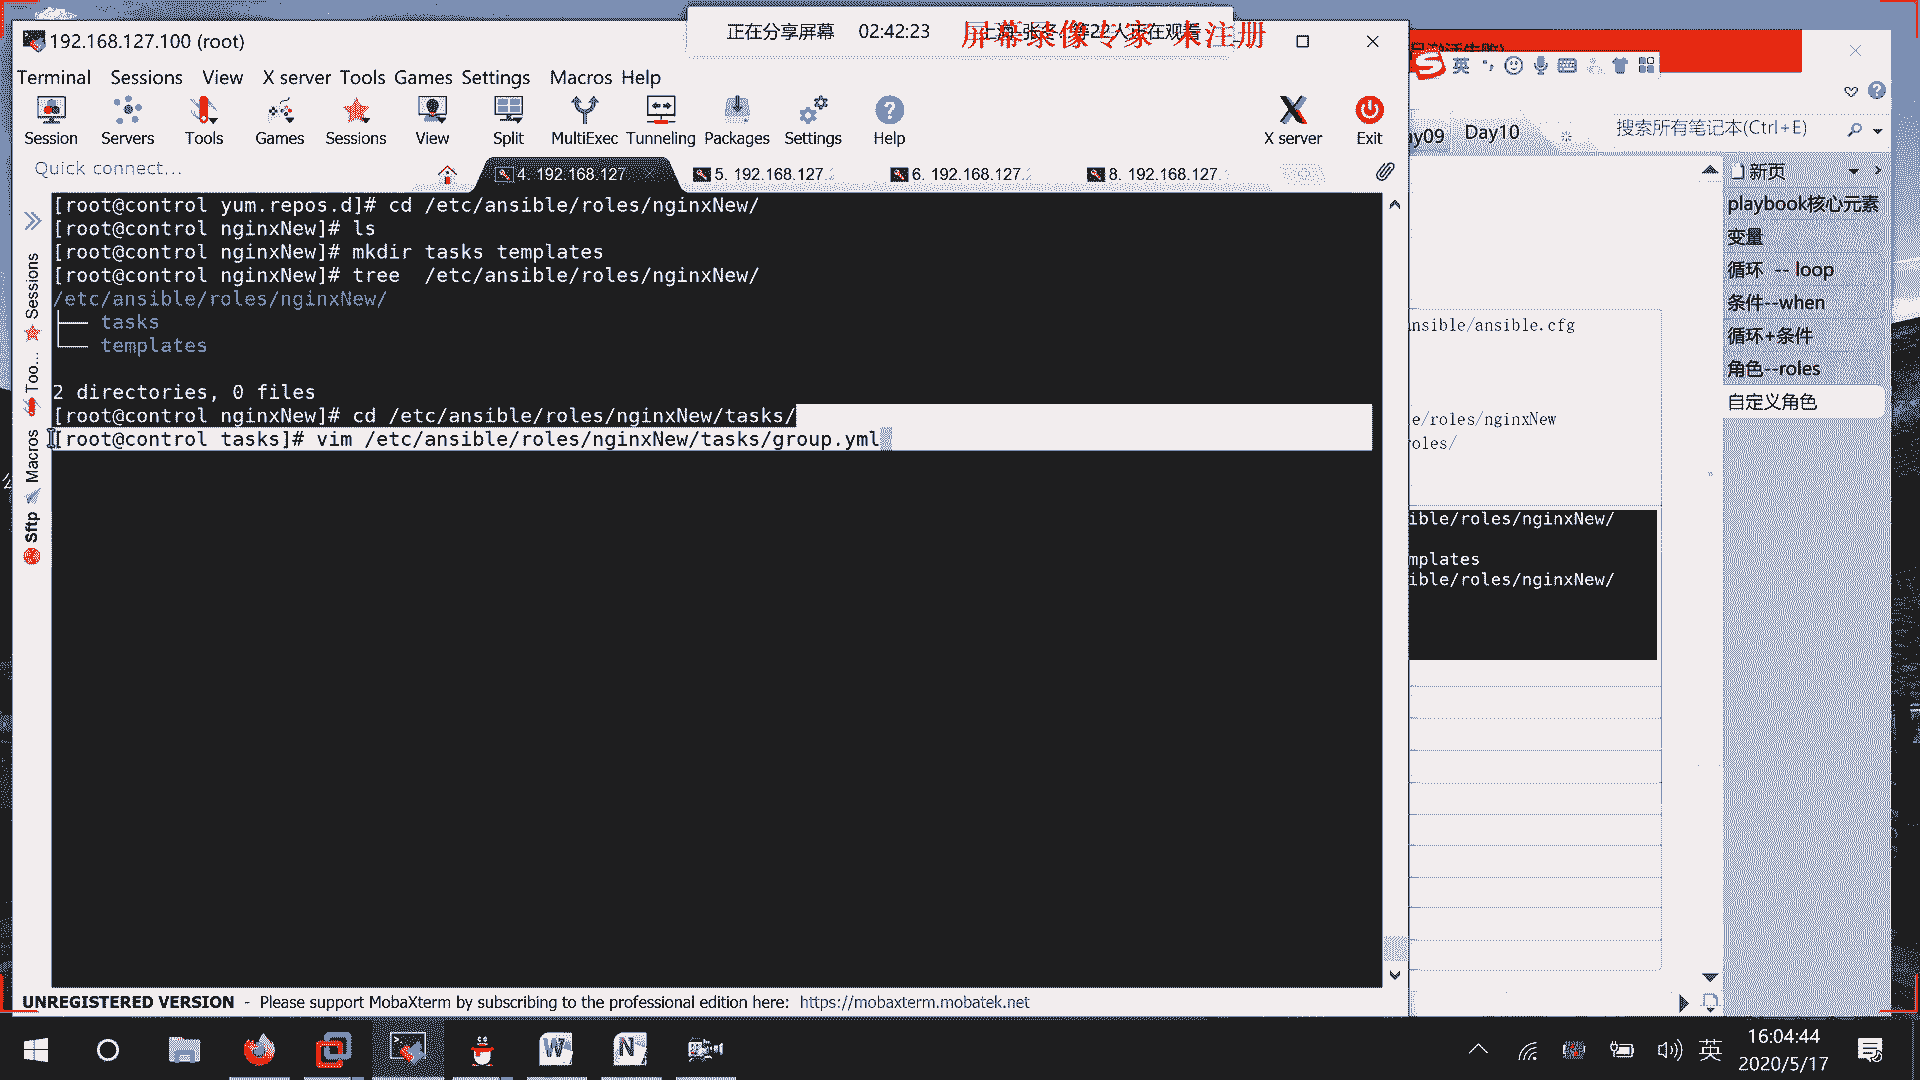 192.168.127.100 (root)
正在分享屏幕 02:42:23
屏幕录像专家 未注册
Terminal Sessions View X server Tools Games Settings Macros Help
Session Servers Tools Games Sessions View Split MultiExec Tunneling Packages Settings Help X server Exit
Quick connect...
4. 192.168.127
5. 192.168.127.
6. 192.168.127.
8. 192.168.127.
[root@control yum.repos.d]# cd /etc/ansible/roles/nginxNew/
[root@control nginxNew]# ls
[root@control nginxNew]# mkdir tasks templates
[root@control nginxNew]# tree  /etc/ansible/roles/nginxNew/
/etc/ansible/roles/nginxNew/
├── tasks
└── templates
2 directories, 0 files
[root@control nginxNew]# cd /etc/ansible/roles/nginxNew/tasks/
[root@control tasks]# vim /etc/ansible/roles/nginxNew/tasks/group.yml
Sessions
Too...
Macros
Sftp
UNREGISTERED VERSION - Please support MobaXterm by subscribing to the professional edition here: https://mobaxterm.mobatek.net
英
ay09 Day10
搜索所有笔记本(Ctrl+E)
新页
playbook核心元素
变量
循环 -- loop
条件--when
循环+条件
角色--roles
自定义角色
nsible/ansible.cfg
e/roles/nginxNew
roles/
ible/roles/nginxNew/
mplates
ible/roles/nginxNew/
英
16:04:44
2020/5/17